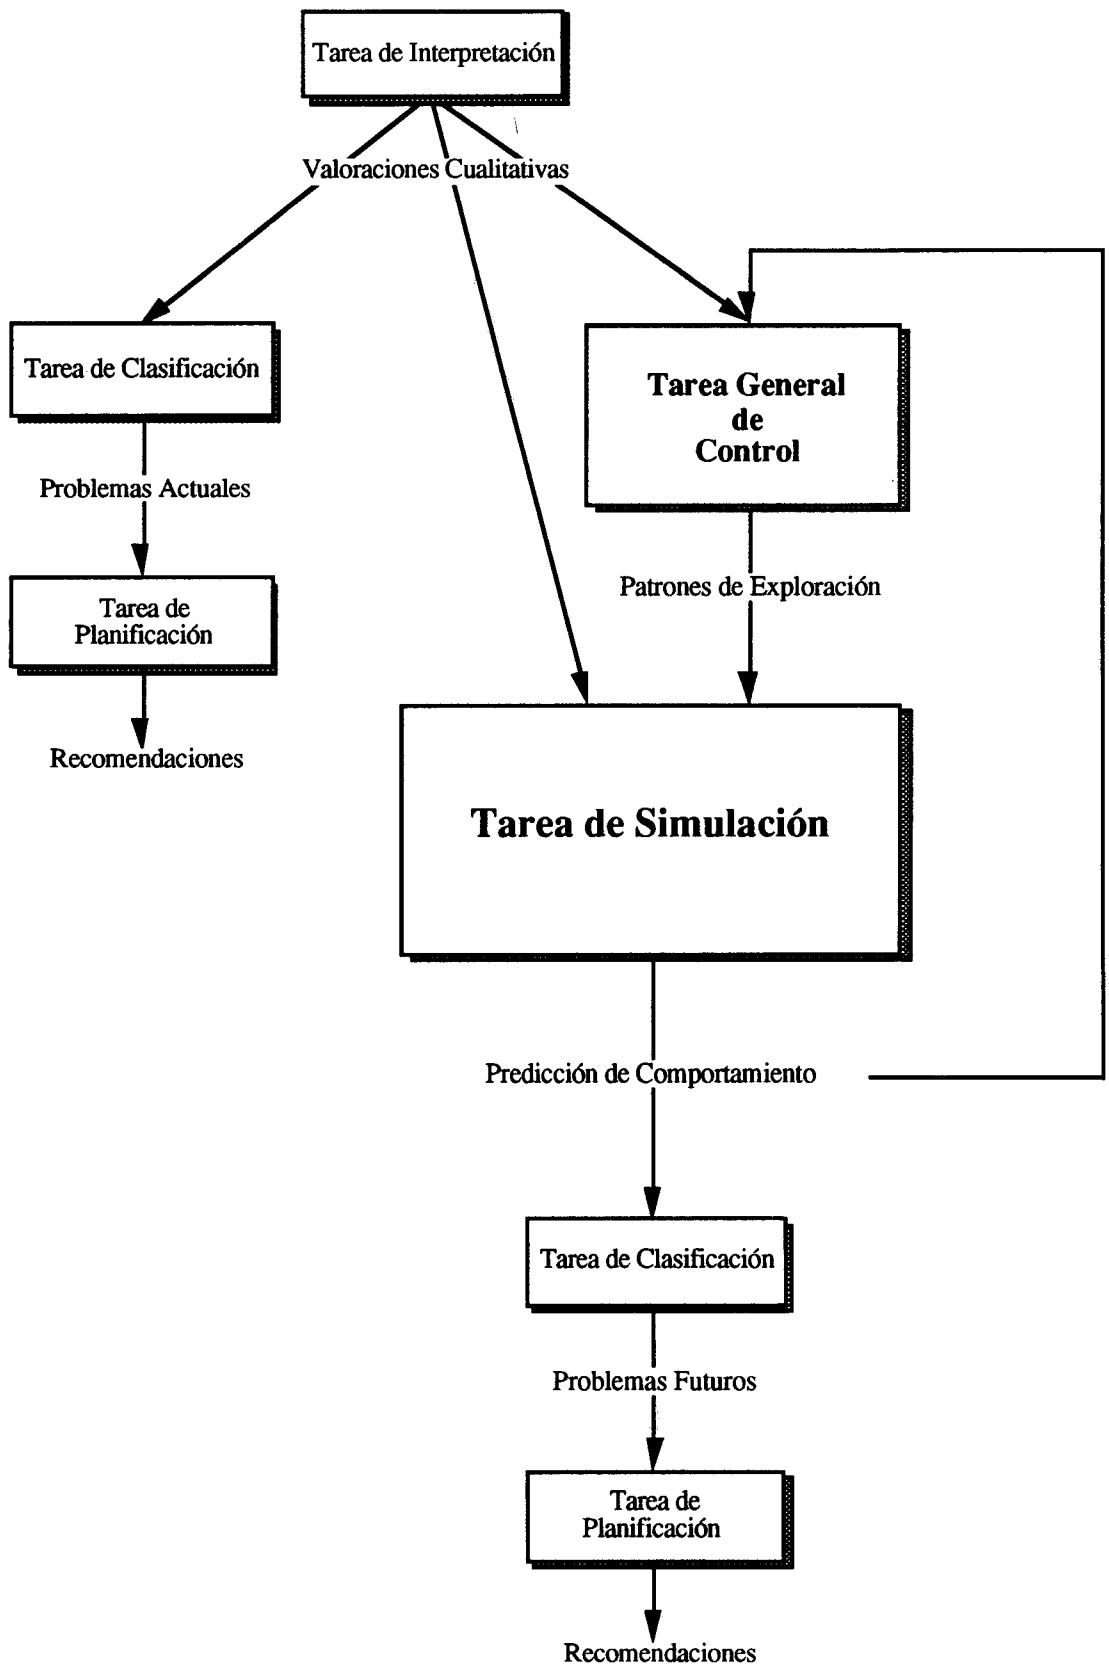 Tarea de Interpretación
Valoraciones Cualitativas
Tarea de Clasificación
Problemas Actuales
Tarea de
Planificación
Recomendaciones
Tarea General
de
Control
Patrones de Exploración
Tarea de Simulación
Predicción de Comportamiento
Tarea de Clasificación
Problemas Futuros
Tarea de
Planificación
Recomendaciones